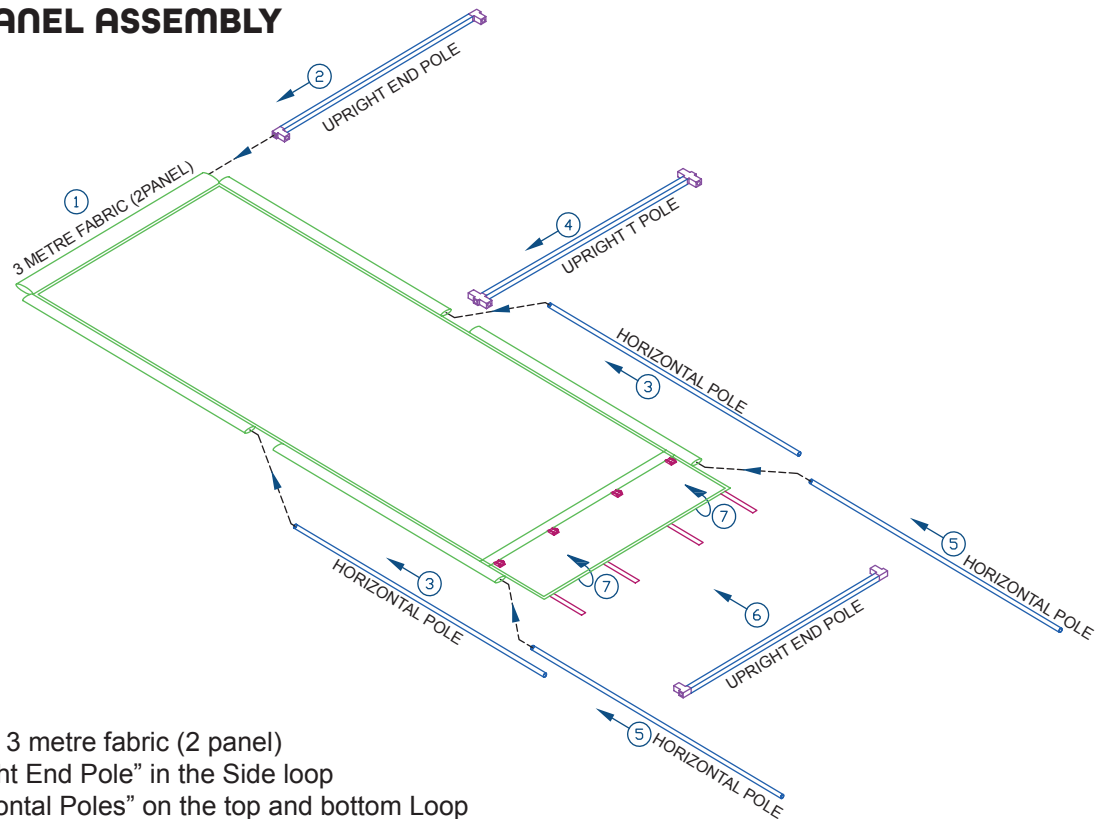 ANEL ASSEMBLY
2
UPRIGHT END POLE
1
3 METRE FABRIC (2PANEL)
4
UPRIGHT T POLE
HORIZONTAL POLE
3
7
5
HORIZONTAL POLE
3
HORIZONTAL POLE
7
6
UPRIGHT END POLE
5
HORIZONTAL POLE
3 metre fabric (2 panel)
ht End Pole” in the Side loop
ontal Poles” on the top and bottom Loop